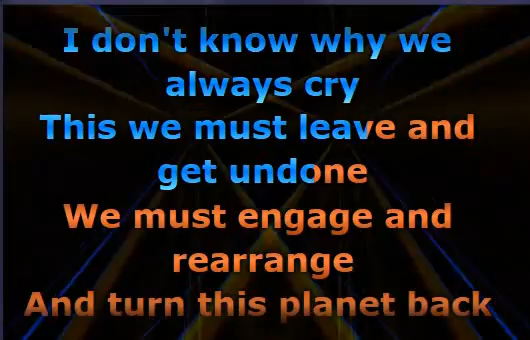 I don't know why we
always cry
This we must leave and
get undone
We must engage and
rearrange
And turn this planet back